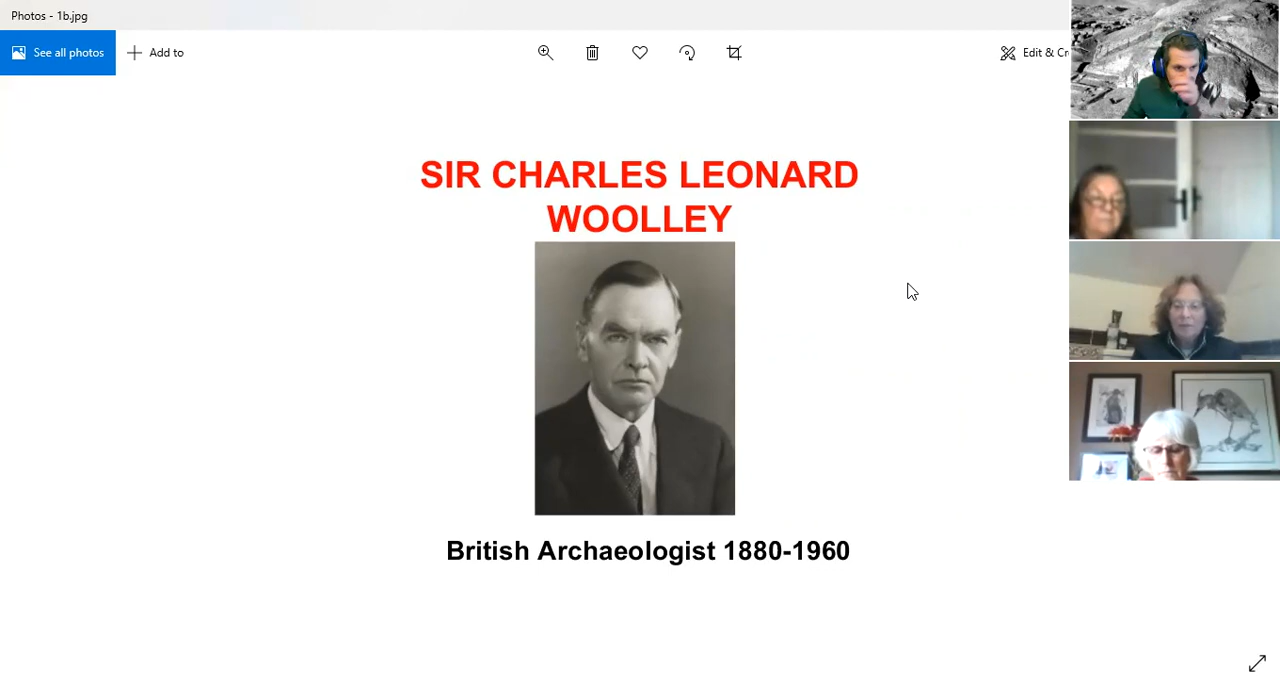 Photos - 1b.jpg
See all photos
Add to
Edit & Cr
SIR CHARLES LEONARD
WOOLLEY
British Archaeologist 1880-1960